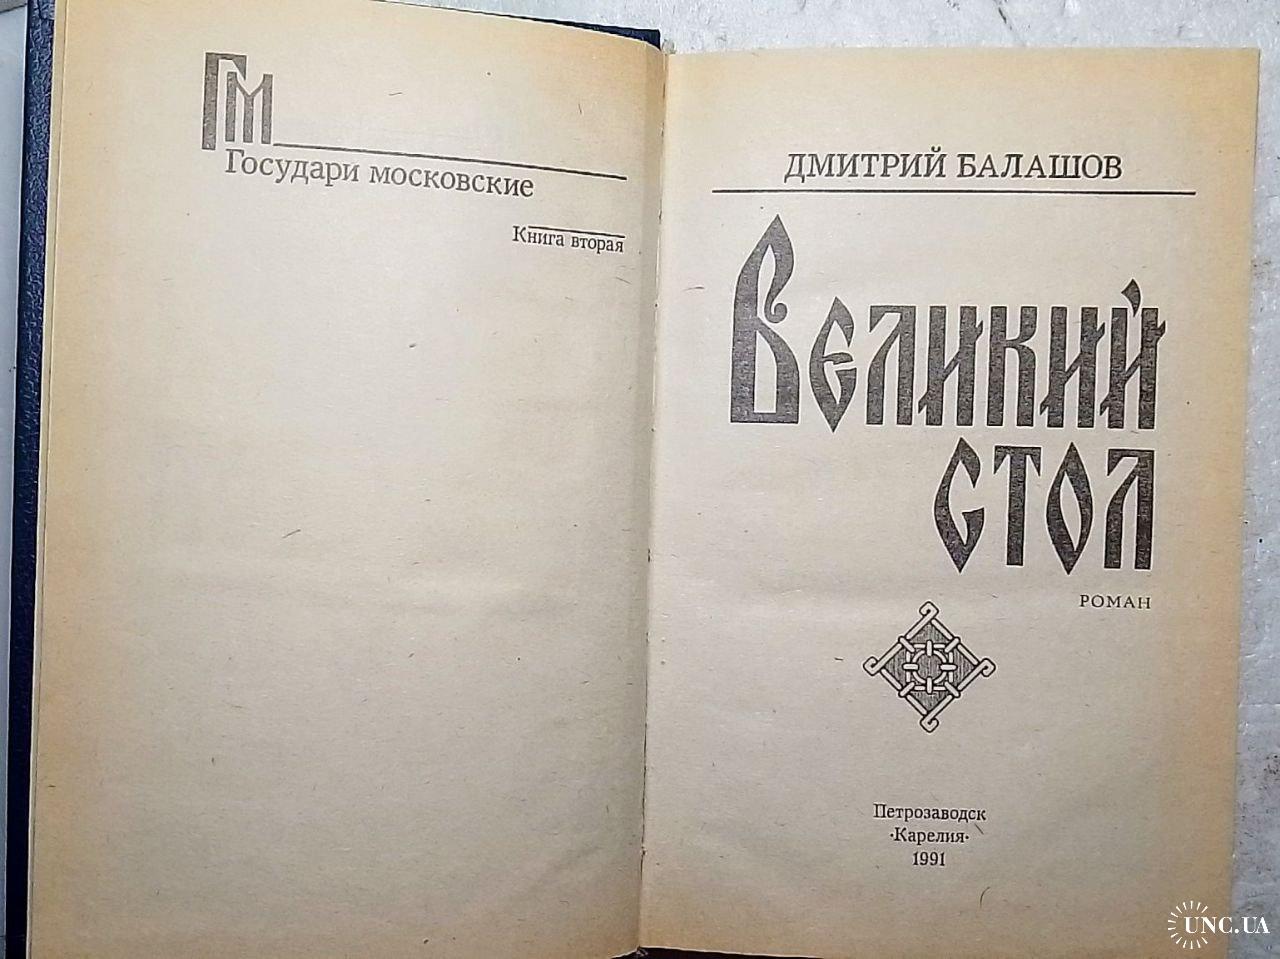 ГМ
Государи московские
Книга вторая
ДМИТРИЙ БАЛАШОВ
Великий
стол
РОМАН
Петрозаводск
·Карелия·
1991
UNC.UA